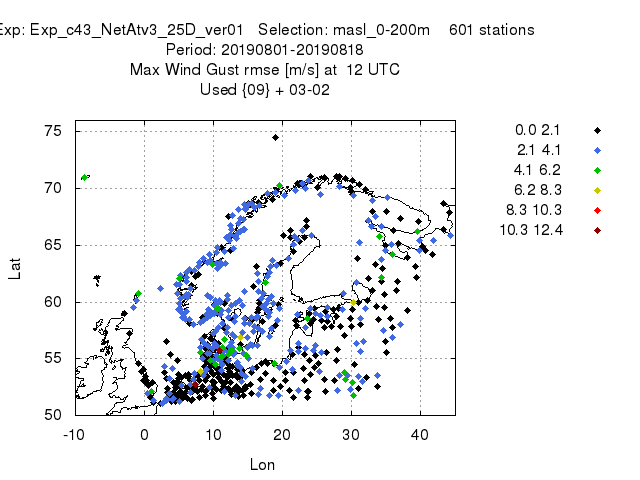 Exp: Exp_c43_NetAtv3_25D_ver01 Selection: masl_0-200m 601 stations
Period: 20190801-20190818
Max Wind Gust rmse [m/s] at 12 UTC
Used {09} + 03-02
0.0 2.1
2.1 4.1
4.1 6.2
6.2 8.3
8.3 10.3
10.3 12.4
75
70
65
60
55
50
Lat
-10 0 10 20 30 40
Lon